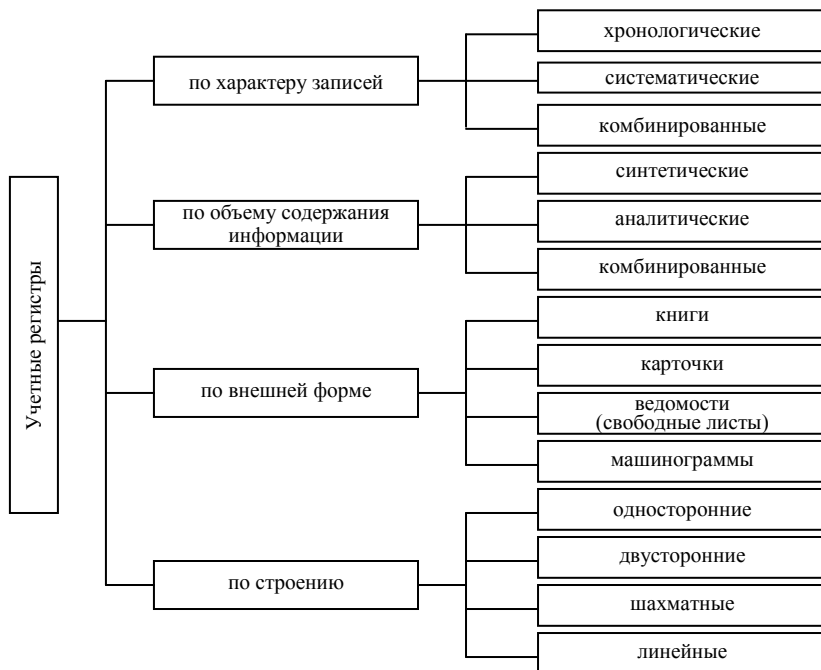 Учетные регистры
по характеру записей
хронологические
систематические
комбинированные
по объему содержания
информации
синтетические
аналитические
комбинированные
по внешней форме
книги
карточки
ведомости
(свободные листы)
машинограммы
по строению
односторонние
двусторонние
шахматные
линейные